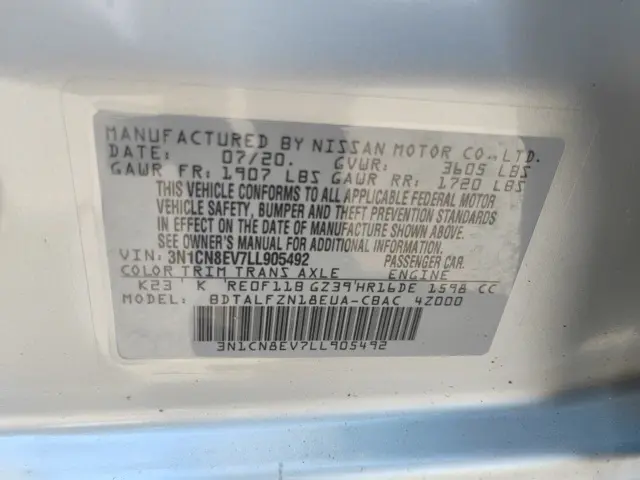 MANUFACTURED BY NISSAN MOTOR CO.,LTD.
DATE: 07/20. GVWR: 3605 LBS
GAWR FR: 1907 LBS GAWR RR: 1720 LBS
THIS VEHICLE CONFORMS TO ALL APPLICABLE FEDERAL MOTOR
VEHICLE SAFETY, BUMPER AND THEFT PREVENTION STANDARDS
IN EFFECT ON THE DATE OF MANUFACTURE SHOWN ABOVE.
SEE OWNER'S MANUAL FOR ADDITIONAL INFORMATION.
VIN: 3N1CN8EV7LL905492 PASSENGER CAR.
COLOR TRIM TRANS AXLE ENGINE
K23 K RE0F11B GZ39 HR16DE 1598 CC
MODEL: BDTALFZN18EUA-CBAC 4Z000
3N1CN8EV7LL905492